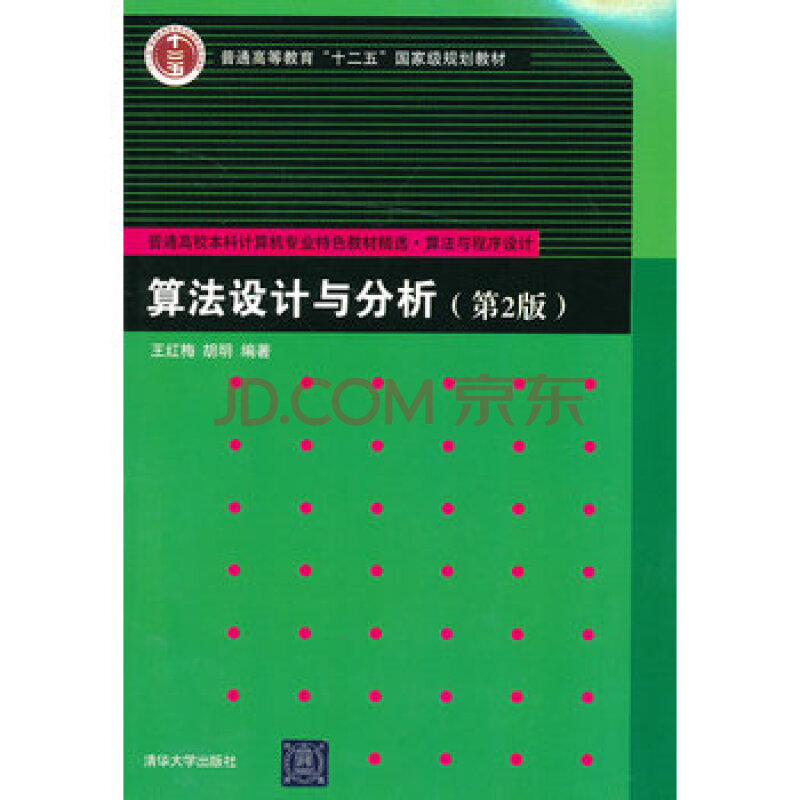 十二五
普通高等教育“十二五”国家级规划教材
普通高校本科计算机专业特色教材精选·算法与程序设计
算法设计与分析（第2版）
王红梅 胡明 编著
JD.COM 京东
清华大学出版社